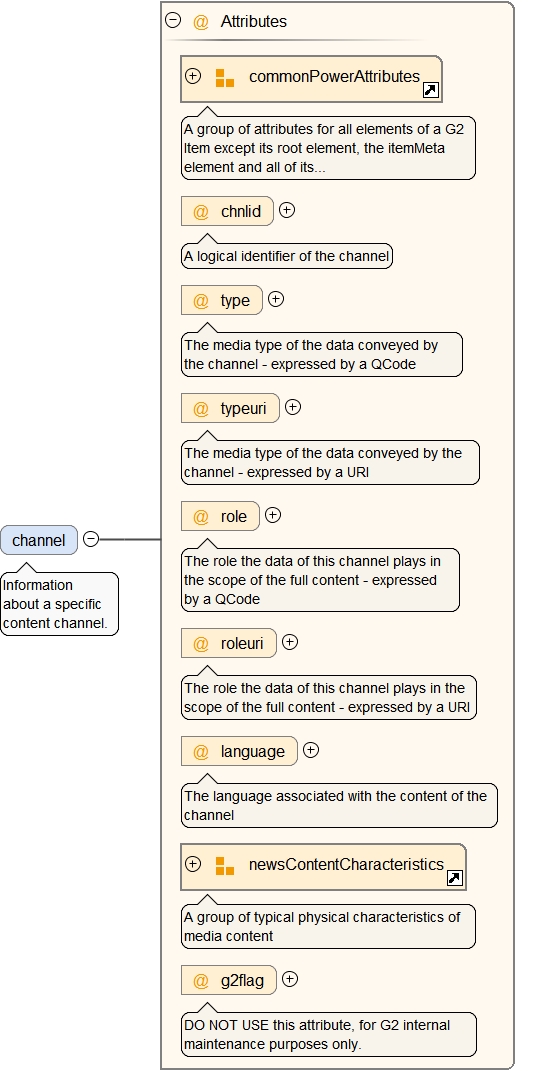 @ Attributes
commonPowerAttributes
A group of attributes for all elements of a G2
Item except its root element, the itemMeta
element and all of its...
@ chnlid
A logical identifier of the channel
@ type
The media type of the data conveyed by
the channel - expressed by a QCode
@ typeuri
The media type of the data conveyed by the
channel - expressed by a URI
@ role
The role the data of this channel plays in
the scope of the full content - expressed
by a QCode
channel
Information
about a specific
content channel.
@ roleuri
The role the data of this channel plays in the
scope of the full content - expressed by a URI
@ language
The language associated with the content of the
channel
newsContentCharacteristics
A group of typical physical characteristics of
media content
@ g2flag
DO NOT USE this attribute, for G2 internal
maintenance purposes only.